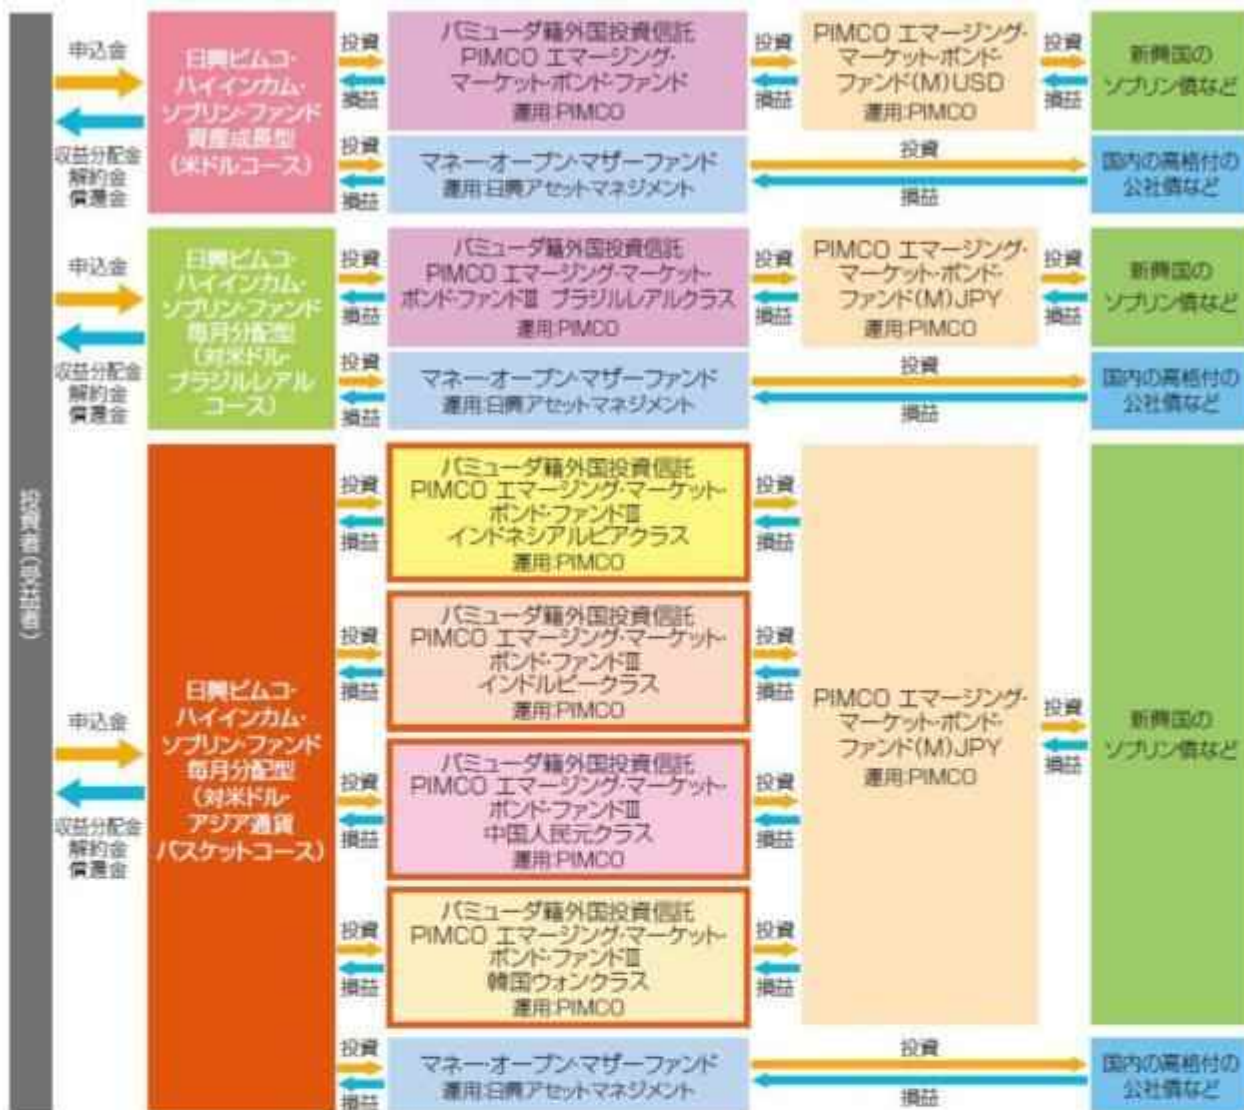 投資者(受益者)
申込金
収益分配金
解約金
償還金
日興ピムコ・
ハイインカム・
ソブリン・ファンド
資産成長型
(米ドルコース)
投資
損益
バミューダ籍外国投資信託
PIMCO エマージング・
マーケット・ボンド・ファンド
運用:PIMCO
投資
損益
PIMCO エマージング・
マーケット・ボンド・
ファンド(M)USD
運用:PIMCO
投資
損益
新興国の
ソブリン債など
投資
損益
マネー・オープン・マザーファンド
運用:日興アセットマネジメント
投資
損益
国内の高格付の
公社債など
申込金
収益分配金
解約金
償還金
日興ピムコ・
ハイインカム・
ソブリン・ファンド
毎月分配型
(対米ドル・
ブラジルレアル
コース)
投資
損益
バミューダ籍外国投資信託
PIMCO エマージング・マーケット・
ボンド・ファンドⅢ ブラジルレアルクラス
運用:PIMCO
投資
損益
PIMCO エマージング・
マーケット・ボンド・
ファンド(M)JPY
運用:PIMCO
投資
損益
新興国の
ソブリン債など
投資
損益
マネー・オープン・マザーファンド
運用:日興アセットマネジメント
投資
損益
国内の高格付の
公社債など
申込金
収益分配金
解約金
償還金
日興ピムコ・
ハイインカム・
ソブリン・ファンド
毎月分配型
(対米ドル・
アジア通貨
バスケットコース)
投資
損益
バミューダ籍外国投資信託
PIMCO エマージング・マーケット・
ボンド・ファンドⅢ
インドネシアルピアクラス
運用:PIMCO
投資
損益
投資
損益
バミューダ籍外国投資信託
PIMCO エマージング・マーケット・
ボンド・ファンドⅢ
インドルピークラス
運用:PIMCO
投資
損益
投資
損益
バミューダ籍外国投資信託
PIMCO エマージング・マーケット・
ボンド・ファンドⅢ
中国人民元クラス
運用:PIMCO
投資
損益
投資
損益
バミューダ籍外国投資信託
PIMCO エマージング・マーケット・
ボンド・ファンドⅢ
韓国ウォンクラス
運用:PIMCO
投資
損益
PIMCO エマージング・
マーケット・ボンド・
ファンド(M)JPY
運用:PIMCO
投資
損益
新興国の
ソブリン債など
投資
損益
マネー・オープン・マザーファンド
運用:日興アセットマネジメント
投資
損益
国内の高格付の
公社債など